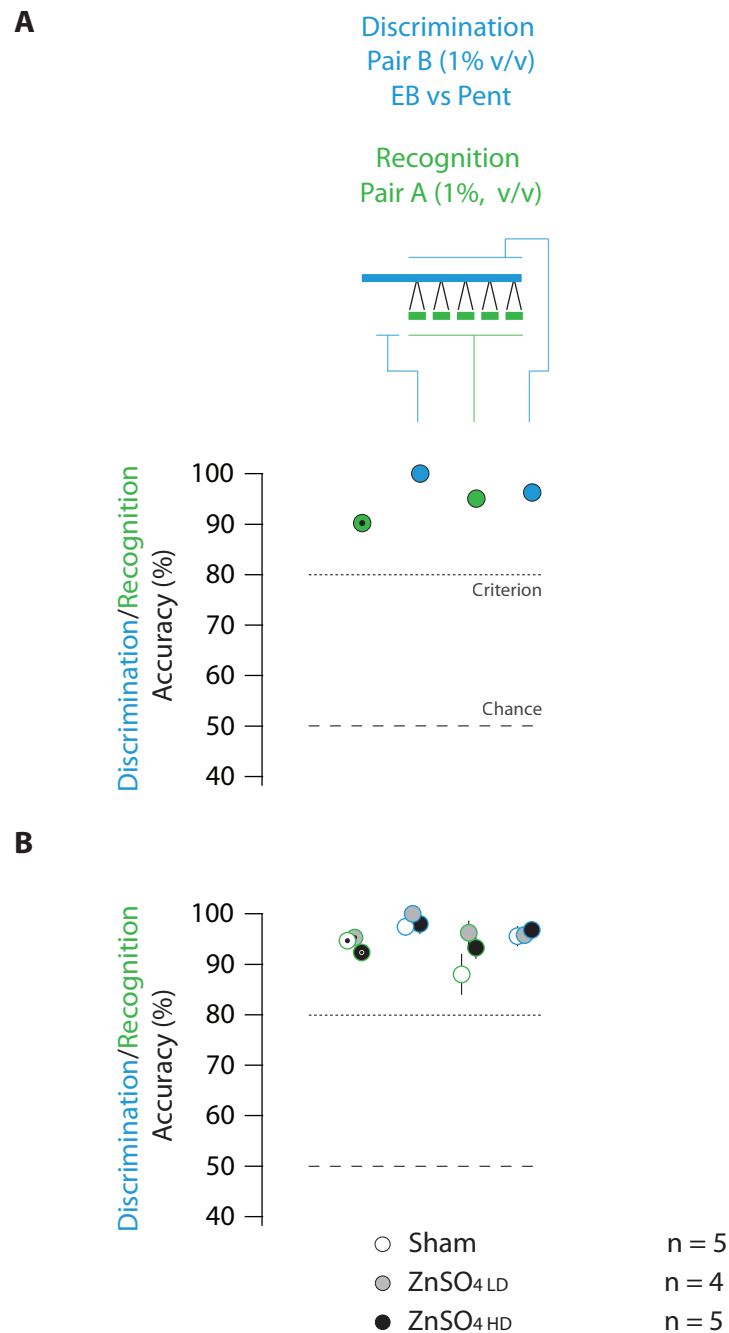 A
Discrimination
Pair B (1% v/v)
EB vs Pent
Recognition
Pair A (1%, v/v)
Discrimination/Recognition
Accuracy (%)
100
90
80
Criterion
70
60
Chance
50
40
B
Discrimination/Recognition
Accuracy (%)
100
90
80
70
60
50
40
Sham n = 5
ZnSO4 LD n = 4
ZnSO4 HD n = 5